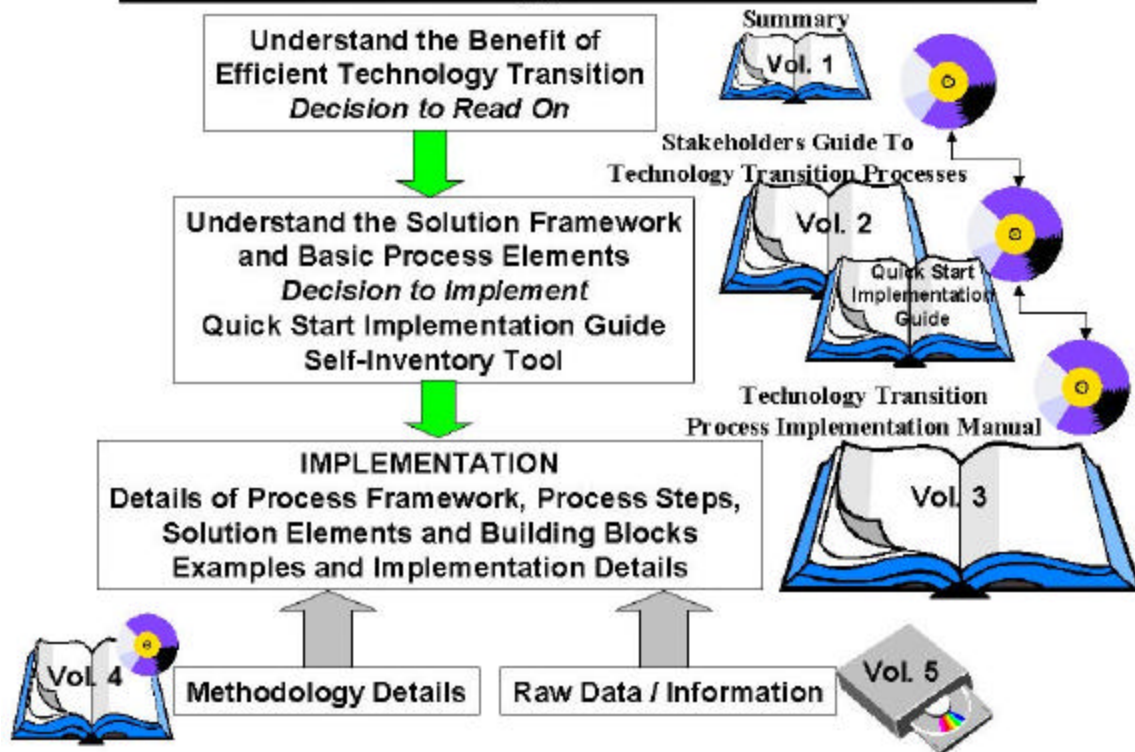 Understand the Benefit of
Efficient Technology Transition
Decision to Read On
Summary
Vol. 1
Stakeholders Guide To
Technology Transition Processes
Understand the Solution Framework
and Basic Process Elements
Decision to Implement
Quick Start Implementation Guide
Self-Inventory Tool
Vol. 2
Quick Start
Implementation
Guide
Technology Transition
Process Implementation Manual
IMPLEMENTATION
Details of Process Framework, Process Steps,
Solution Elements and Building Blocks
Examples and Implementation Details
Vol. 3
Vol. 4
Methodology Details
Raw Data / Information
Vol. 5